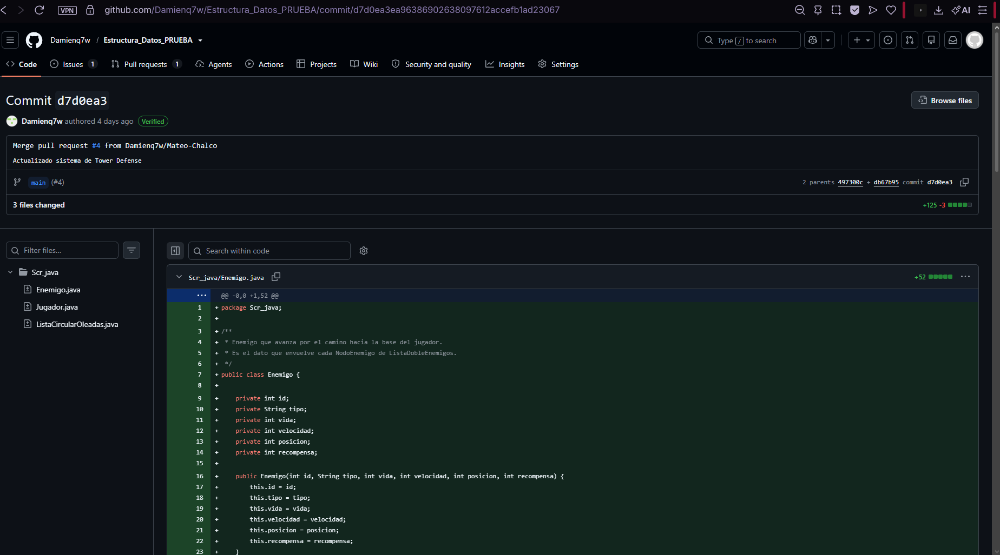 VPN github.com/Damienq7w/Estructura_Datos_PRUEBA/commit/d7d0ea3ea96386902638097612accefb1ad23067 AI
Damienq7w / Estructura_Datos_PRUEBA Type / to search
Code Issues 1 Pull requests 1 Agents Actions Projects Wiki Security and quality Insights Settings
Commit d7d0ea3 Browse files
Damienq7w authored 4 days ago Verified
Merge pull request #4 from Damienq7w/Mateo-Chalco
Actualizado sistema de Tower Defense
main (#4) 2 parents 497300c + db67b95 commit d7d0ea3
3 files changed +125 -3
Filter files...
Scr_java
Enemigo.java
Jugador.java
ListaCircularOleadas.java
Search within code
Scr_java/Enemigo.java +52
@@ -0,0 +1,52 @@
1 + package Scr_java;
2 +
3 + /**
4 + * Enemigo que avanza por el camino hacia la base del jugador.
5 + * Es el dato que envuelve cada NodoEnemigo de ListaDobleEnemigos.
6 + */
7 + public class Enemigo {
8 +
9 + private int id;
10 + private String tipo;
11 + private int vida;
12 + private int velocidad;
13 + private int posicion;
14 + private int recompensa;
15 +
16 + public Enemigo(int id, String tipo, int vida, int velocidad, int posicion, int recompensa) {
17 + this.id = id;
18 + this.tipo = tipo;
19 + this.vida = vida;
20 + this.velocidad = velocidad;
21 + this.posicion = posicion;
22 + this.recompensa = recompensa;
23 + }